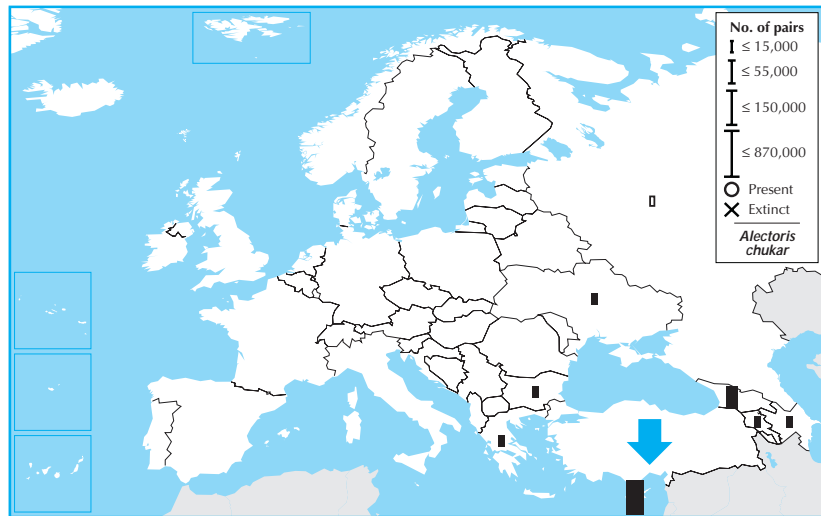 No. of pairs
≤ 15,000
≤ 55,000
≤ 150,000
≤ 870,000
Present
Extinct
Alectoris
chukar